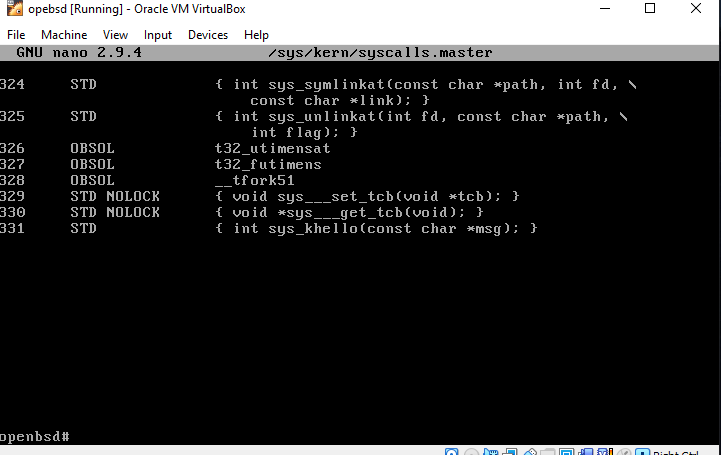 opebsd [Running] - Oracle VM VirtualBox
File Machine View Input Devices Help
GNU nano 2.9.4 /sys/kern/syscalls.master
324 STD { int sys_symlinkat(const char *path, int fd, \
const char *link); }
325 STD { int sys_unlinkat(int fd, const char *path, \
int flag); }
326 OBSOL t32_utimensat
327 OBSOL t32_futimens
328 OBSOL __tfork51
329 STD NOLOCK { void sys___set_tcb(void *tcb); }
330 STD NOLOCK { void *sys___get_tcb(void); }
331 STD { int sys_khello(const char *msg); }
openbsd#
Right Ctrl